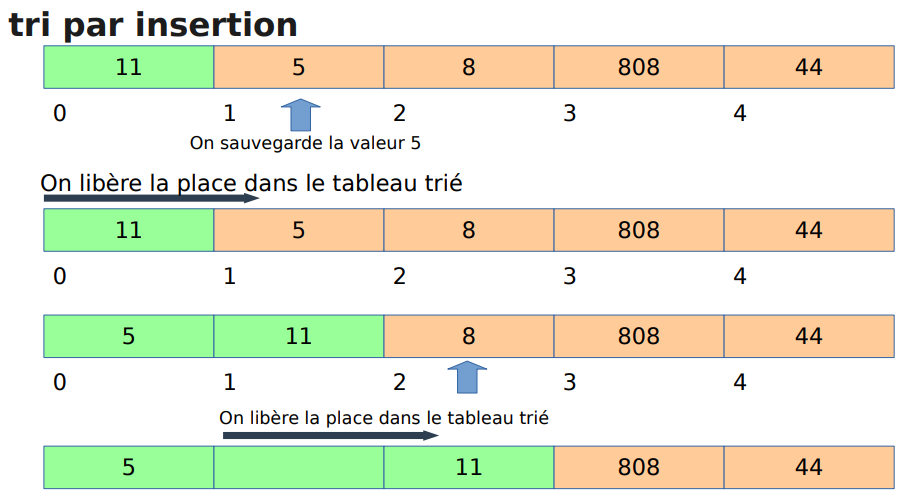 tri par insertion
11 5 8 808 44
0 1 2 3 4
On sauvegarde la valeur 5
On libère la place dans le tableau trié
11 5 8 808 44
0 1 2 3 4
5 11 8 808 44
0 1 2 3 4
On libère la place dans le tableau trié
5 11 808 44